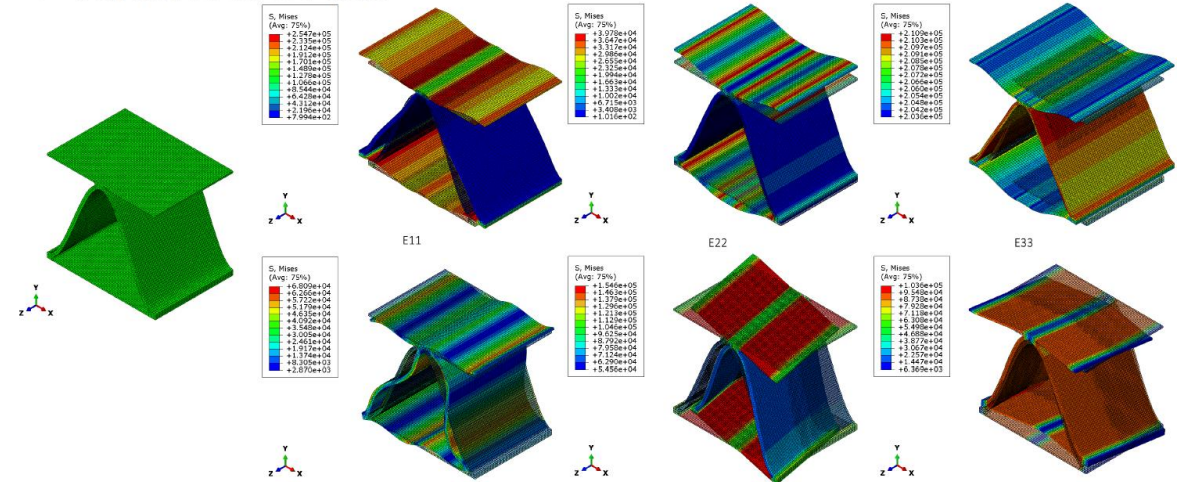 S, Mises
(Avg: 75%)
+2.547e+05
+2.335e+05
+2.124e+05
+1.912e+05
+1.701e+05
+1.489e+05
+1.278e+05
+1.066e+05
+8.544e+04
+6.428e+04
+4.312e+04
+2.196e+04
+7.994e+02
S, Mises
(Avg: 75%)
+3.978e+04
+3.647e+04
+3.317e+04
+2.986e+04
+2.655e+04
+2.325e+04
+1.994e+04
+1.663e+04
+1.333e+04
+1.002e+04
+6.715e+03
+3.408e+03
+1.016e+02
S, Mises
(Avg: 75%)
+2.109e+05
+2.103e+05
+2.097e+05
+2.091e+05
+2.085e+05
+2.078e+05
+2.072e+05
+2.066e+05
+2.060e+05
+2.054e+05
+2.048e+05
+2.042e+05
+2.036e+05
Y
Z X
Y
Z X
Y
Z X
Y
Z X
E11
E22
E33
S, Mises
(Avg: 75%)
+6.809e+04
+6.266e+04
+5.722e+04
+5.179e+04
+4.635e+04
+4.092e+04
+3.548e+04
+3.005e+04
+2.461e+04
+1.917e+04
+1.374e+04
+8.305e+03
+2.870e+03
S, Mises
(Avg: 75%)
+1.546e+05
+1.463e+05
+1.379e+05
+1.296e+05
+1.213e+05
+1.129e+05
+1.046e+05
+9.625e+04
+8.792e+04
+7.958e+04
+7.124e+04
+6.290e+04
+5.456e+04
S, Mises
(Avg: 75%)
+1.036e+05
+9.548e+04
+8.738e+04
+7.928e+04
+7.118e+04
+6.308e+04
+5.498e+04
+4.688e+04
+3.877e+04
+3.067e+04
+2.257e+04
+1.447e+04
+6.369e+03
Y
Z X
Y
Z X
Y
Z X